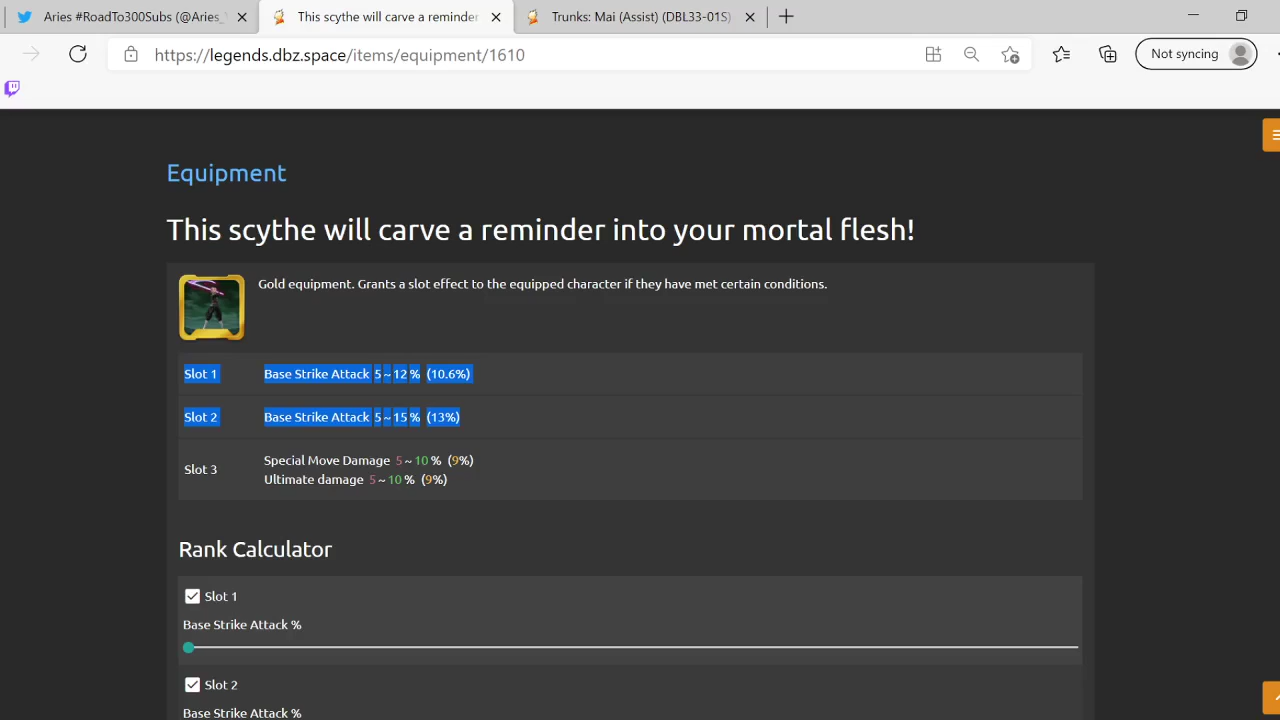 Aries #RoadTo300Subs (@Aries_
This scythe will carve a reminder
Trunks: Mai (Assist) (DBL33-01S)
https://legends.dbz.space/items/equipment/1610
Not syncing
Equipment
This scythe will carve a reminder into your mortal flesh!
Gold equipment. Grants a slot effect to the equipped character if they have met certain conditions.
Slot 1 Base Strike Attack 5 ~ 12 % (10.6%)
Slot 2 Base Strike Attack 5 ~ 15 % (13%)
Slot 3 Special Move Damage 5 ~ 10 % (9%)
Ultimate damage 5 ~ 10 % (9%)
Rank Calculator
Slot 1
Base Strike Attack %
Slot 2
Base Strike Attack %